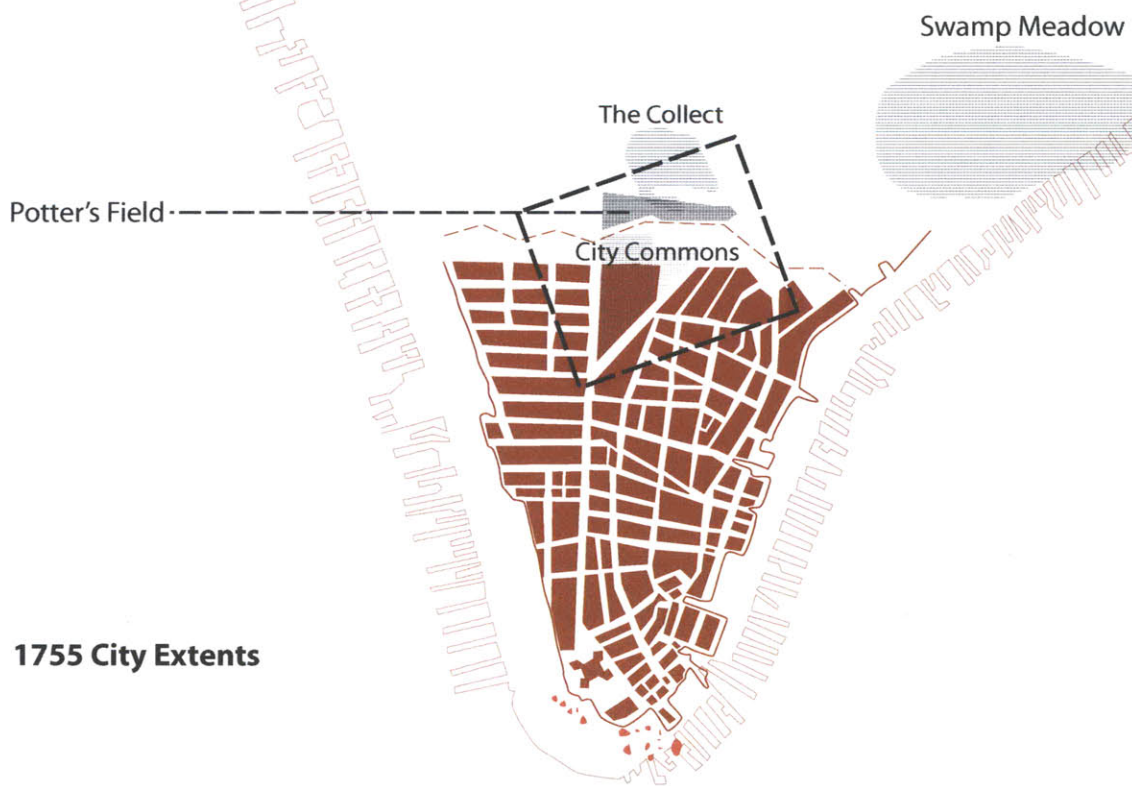 Swamp Meadow
The Collect
Potter's Field
City Commons
1755 City Extents